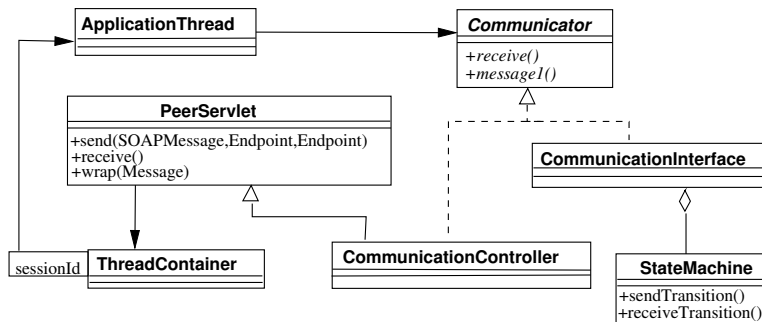 ApplicationThread
Communicator
+receive()
+message1()
PeerServlet
+send(SOAPMessage,Endpoint,Endpoint)
+receive()
+wrap(Message)
CommunicationInterface
sessionId
ThreadContainer
CommunicationController
StateMachine
+sendTransition()
+receiveTransition()